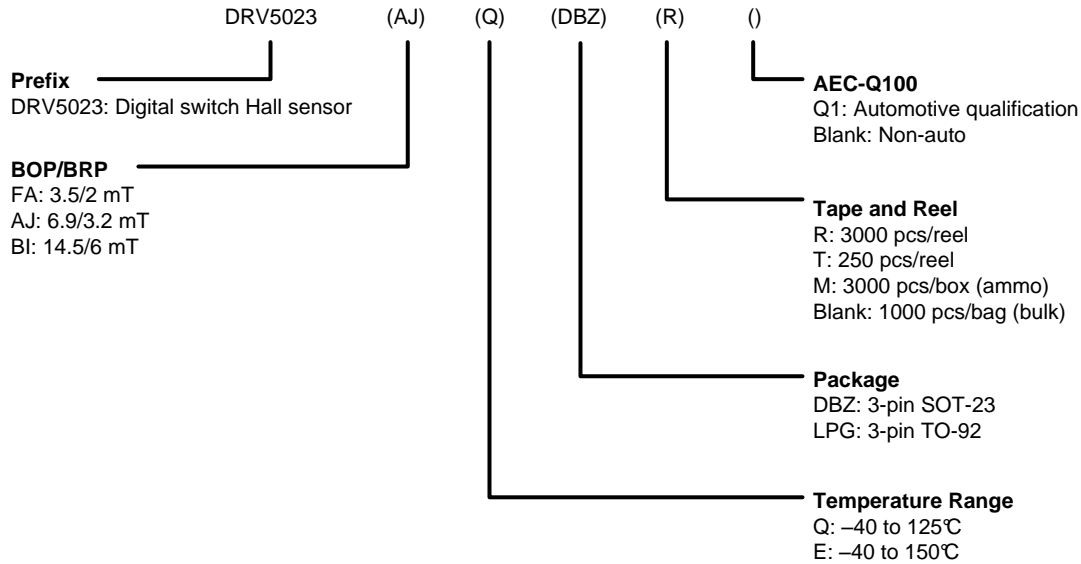 DRV5023 (AJ) (Q) (DBZ) (R) ()
Prefix
DRV5023: Digital switch Hall sensor
BOP/BRP
FA: 3.5/2 mT
AJ: 6.9/3.2 mT
BI: 14.5/6 mT
AEC-Q100
Q1: Automotive qualification
Blank: Non-auto
Tape and Reel
R: 3000 pcs/reel
T: 250 pcs/reel
M: 3000 pcs/box (ammo)
Blank: 1000 pcs/bag (bulk)
Package
DBZ: 3-pin SOT-23
LPG: 3-pin TO-92
Temperature Range
Q: –40 to 125℃
E: –40 to 150℃